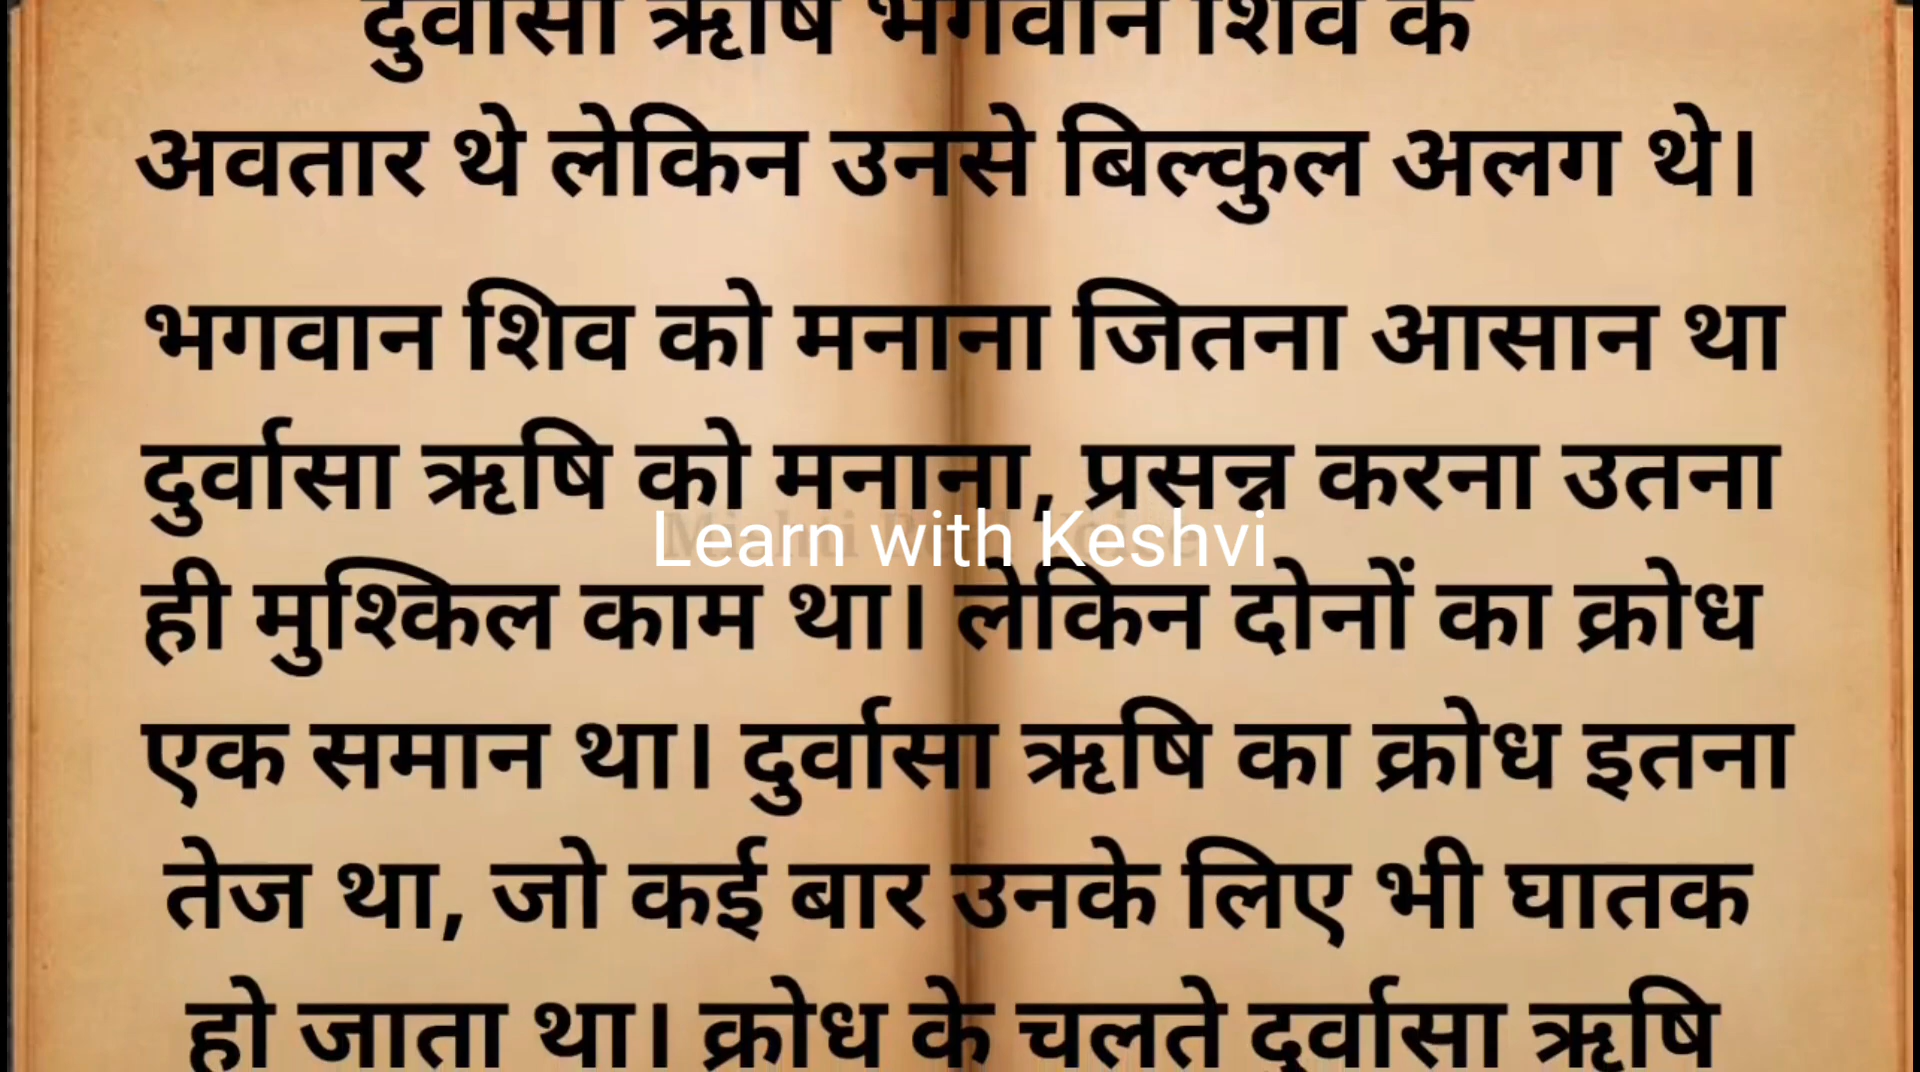 दुर्वासा ऋषि भगवान शिव के
अवतार थे लेकिन उनसे बिल्कुल अलग थे।
भगवान शिव को मनाना जितना आसान था
दुर्वासा ऋषि को मनाना, प्रसन्न करना उतना
Learn with Keshvi
ही मुश्किल काम था। लेकिन दोनों का क्रोध
एक समान था। दुर्वासा ऋषि का क्रोध इतना
तेज था, जो कई बार उनके लिए भी घातक
हो जाता था। क्रोध के चलते दुर्वासा ऋषि